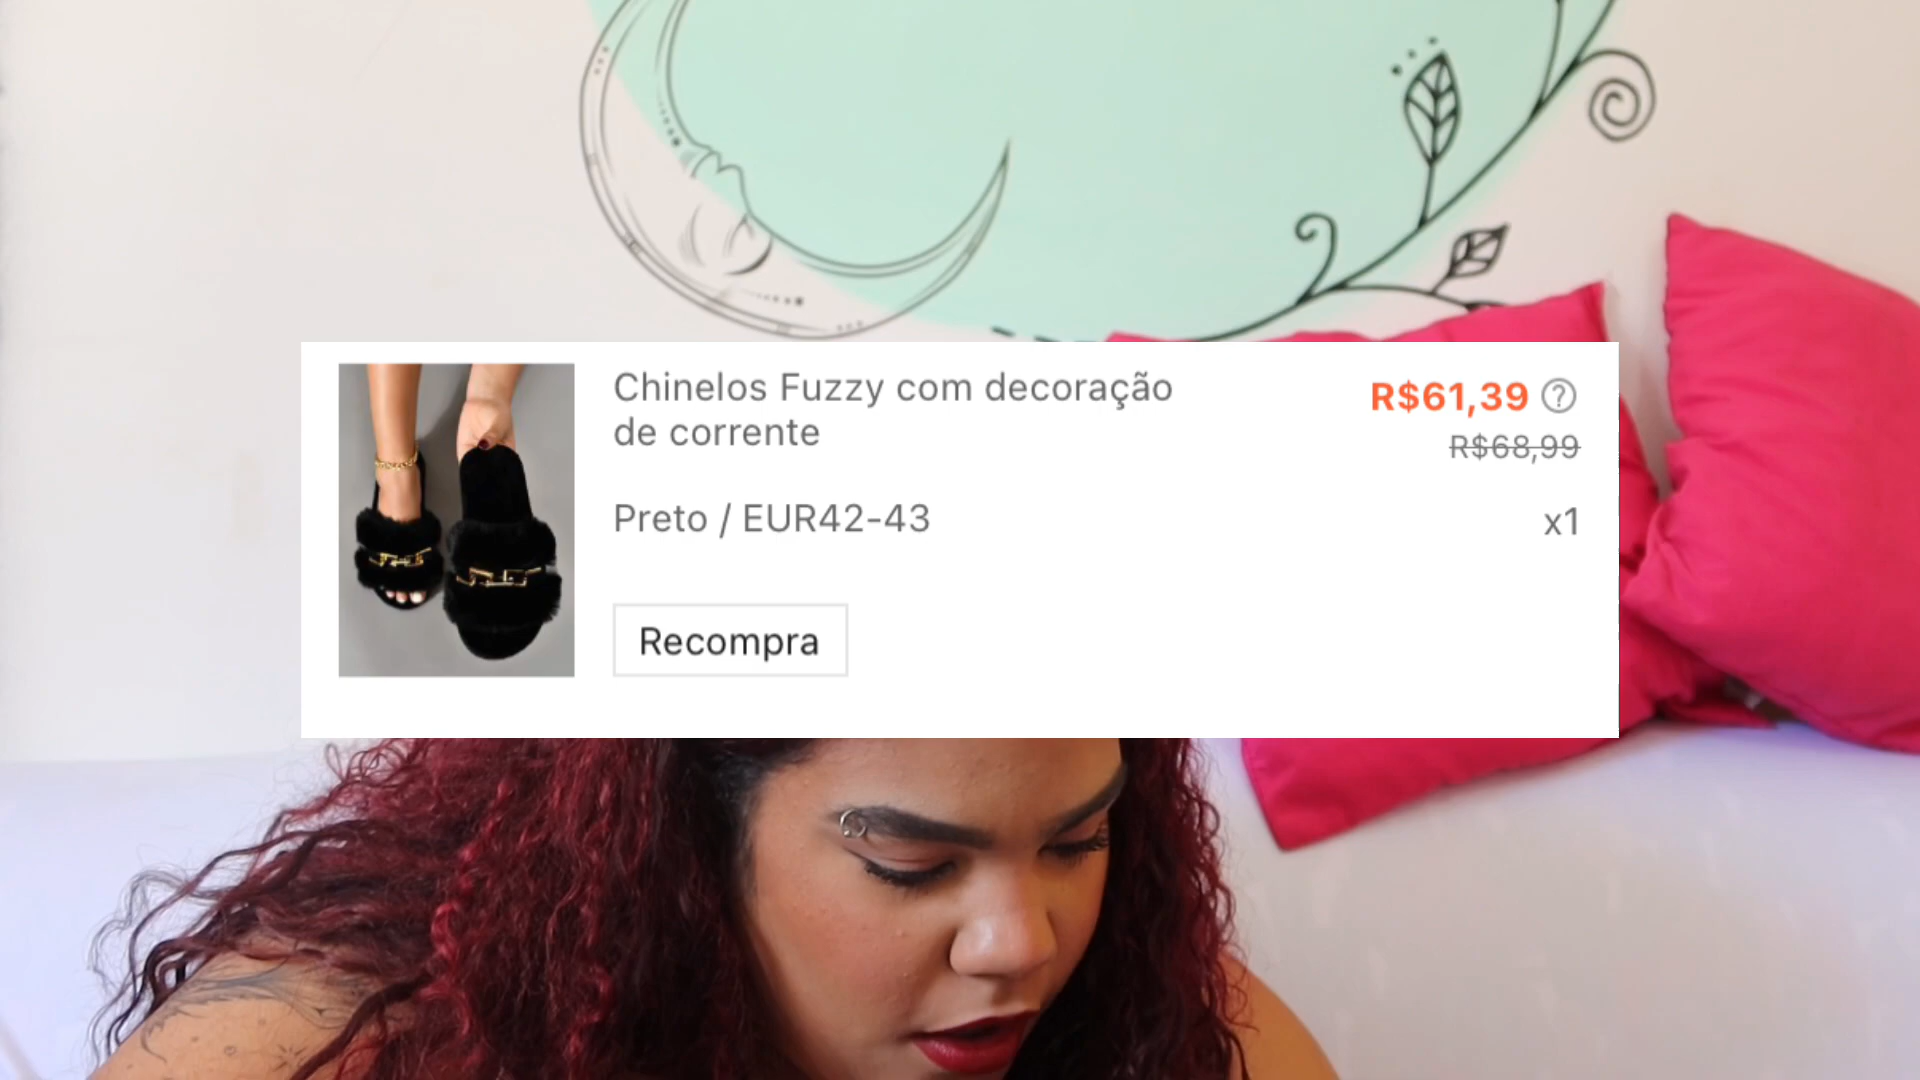 Chinelos Fuzzy com decoração
de corrente
R$61,39
R$68,99
Preto / EUR42-43
x1
Recompra